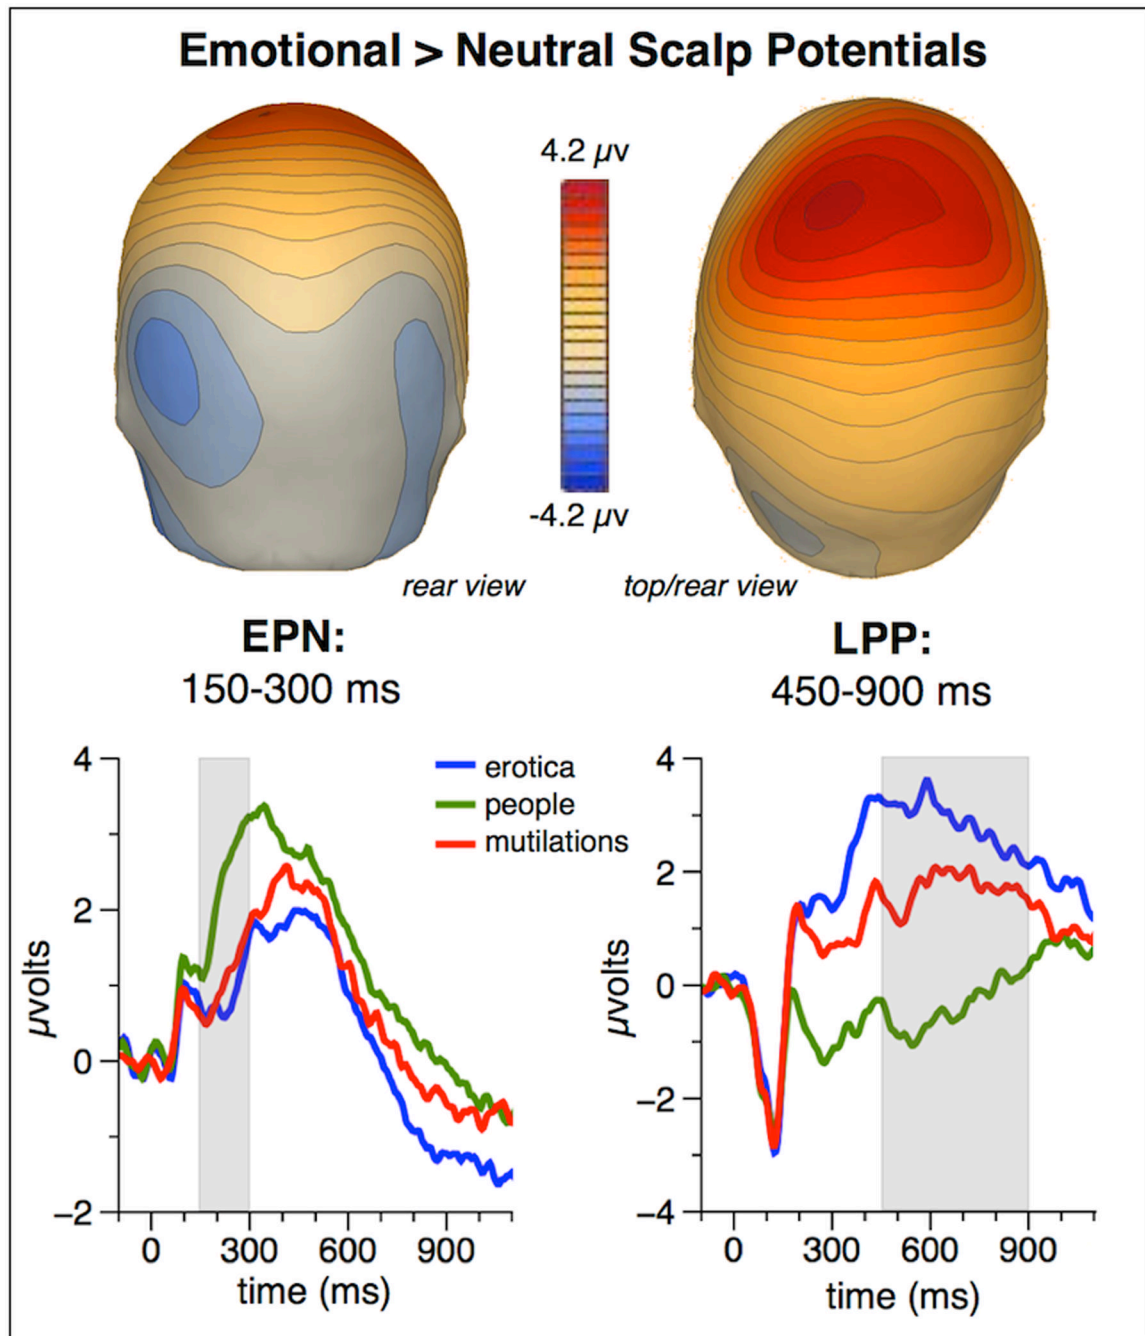 Emotional > Neutral Scalp Potentials
4.2 µv
-4.2 µv
rear view
top/rear view
EPN:
150-300 ms
LPP:
450-900 ms
4
2
0
−2
µvolts
0 300 600 900
time (ms)
erotica
people
mutilations
4
2
0
−2
−4
µvolts
0 300 600 900
time (ms)